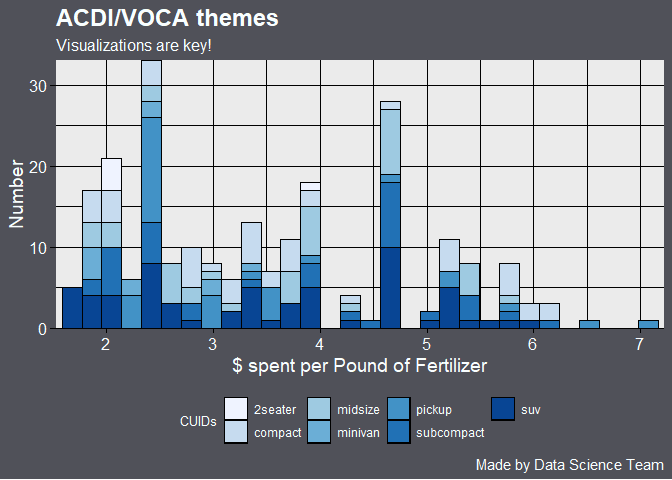 ACDI/VOCA themes
Visualizations are key!
Number
30
20
10
0
2 3 4 5 6 7
$ spent per Pound of Fertilizer
CUIDs
2seater midsize pickup suv
compact minivan subcompact
Made by Data Science Team